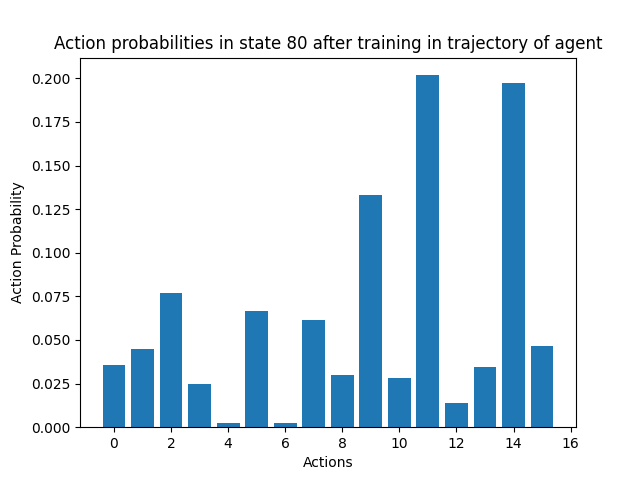 Action probabilities in state 80 after training in trajectory of agent
0.200
0.175
0.150
0.125
0.100
0.075
0.050
0.025
0.000
Action Probability
0 2 4 6 8 10 12 14 16
Actions